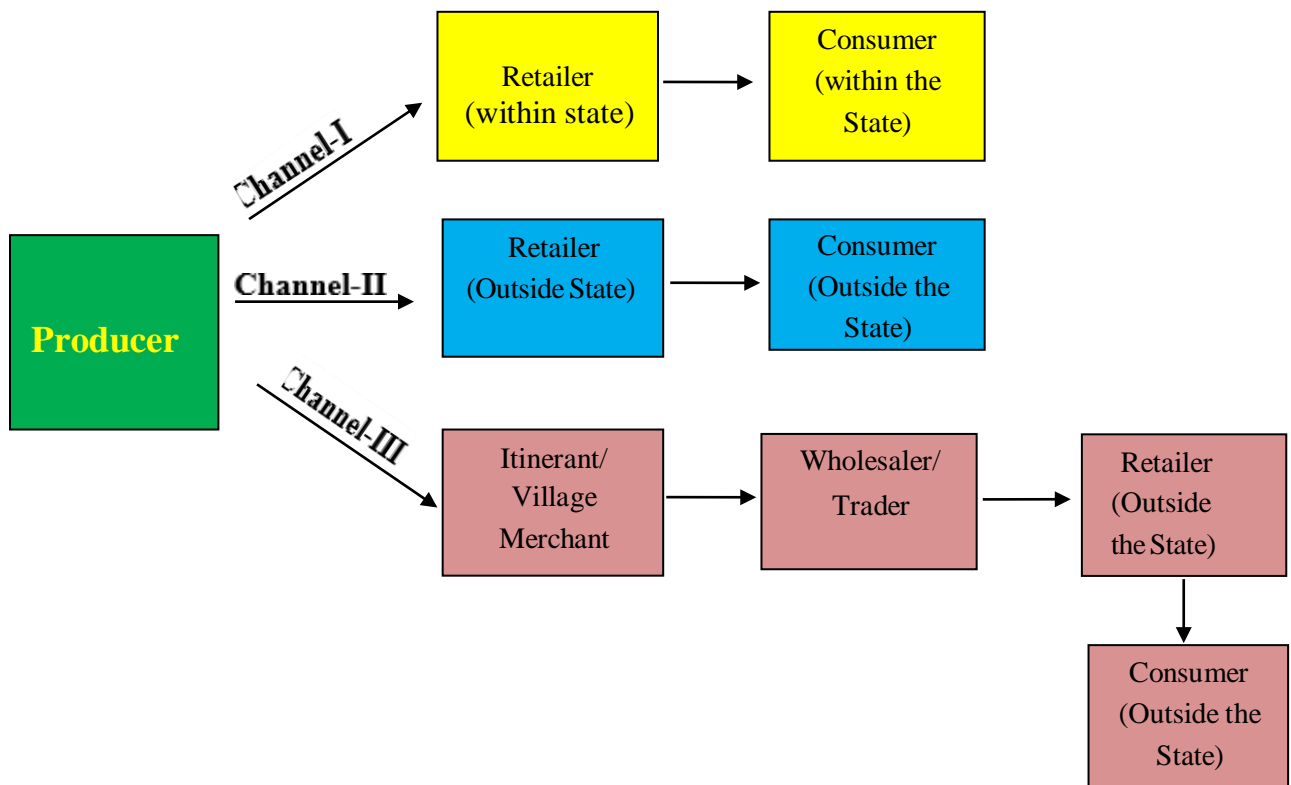 Producer
Channel-I
Retailer
(within state)
Consumer
(within the
State)
Channel-II
Retailer
(Outside State)
Consumer
(Outside the
State)
Channel-III
Itinerant/
Village
Merchant
Wholesaler/
Trader
Retailer
(Outside
the State)
Consumer
(Outside the
State)